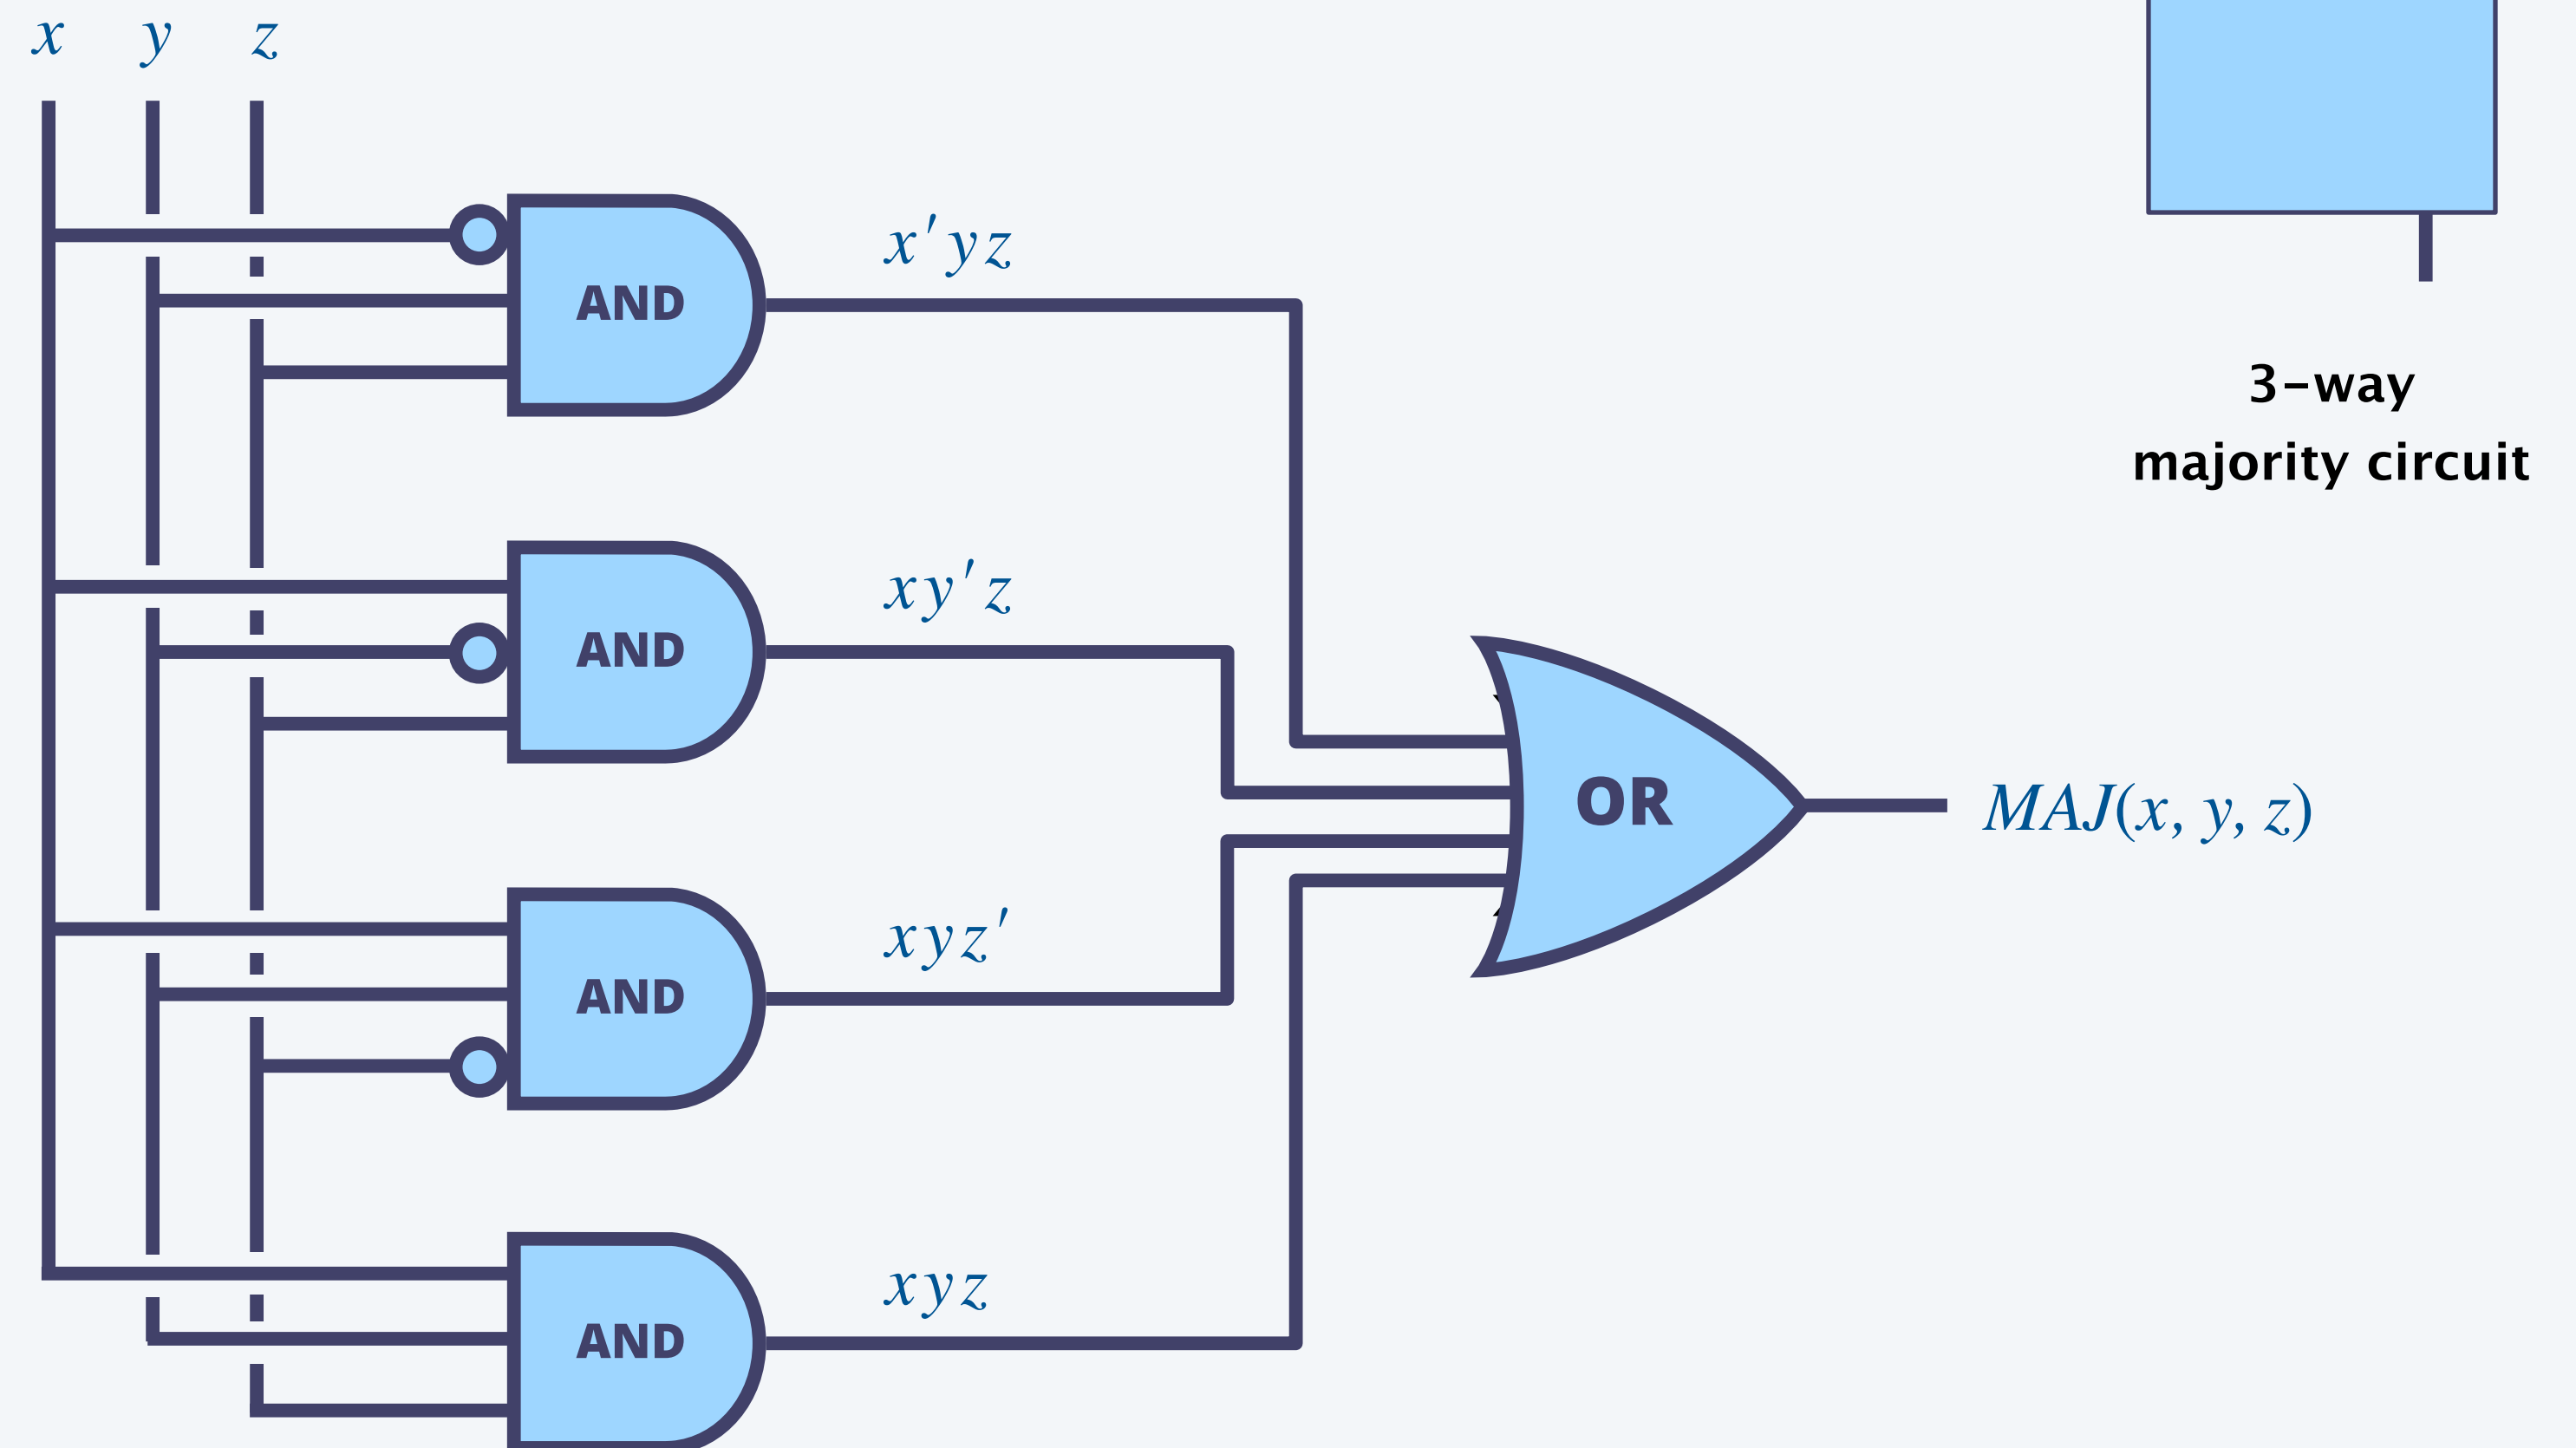 x y z
x′yz
AND
3–way
majority circuit
xy′z
AND
OR
MAJ(x, y, z)
xyz′
AND
xyz
AND